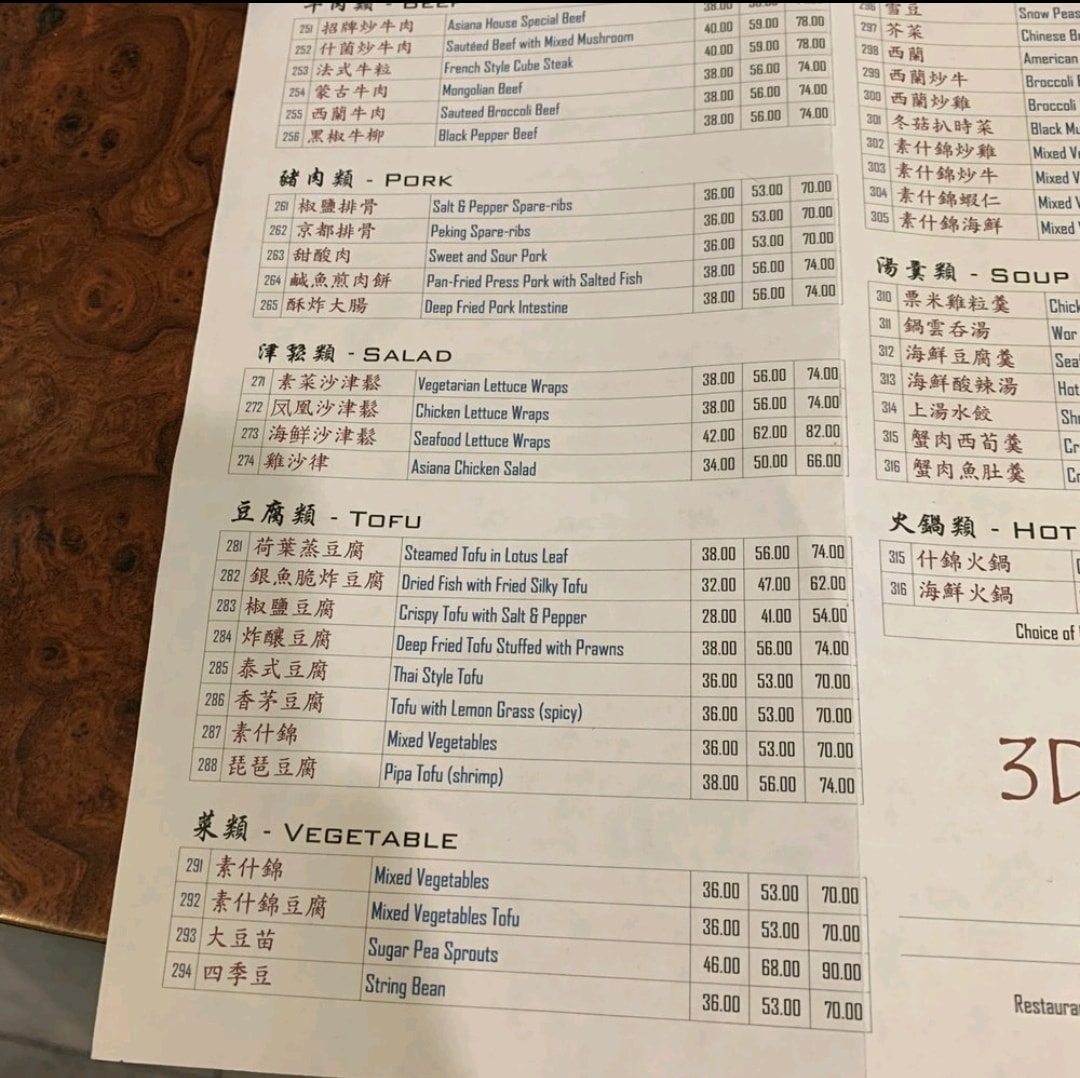 牛肉類 - BEEF
251 招牌炒牛肉 Asiana House Special Beef 40.00 59.00 78.00
252 什菌炒牛肉 Sautéed Beef with Mixed Mushroom 40.00 59.00 78.00
253 法式牛粒 French Style Cube Steak 38.00 56.00 74.00
254 蒙古牛肉 Mongolian Beef 38.00 56.00 74.00
255 西蘭牛肉 Sauteed Broccoli Beef 38.00 56.00 74.00
256 黑椒牛柳 Black Pepper Beef
豬肉類 - PORK
261 椒鹽排骨 Salt & Pepper Spare-ribs 36.00 53.00 70.00
262 京都排骨 Peking Spare-ribs 36.00 53.00 70.00
263 甜酸肉 Sweet and Sour Pork 36.00 53.00 70.00
264 鹹魚煎肉餅 Pan-Fried Press Pork with Salted Fish 38.00 56.00 74.00
265 酥炸大腸 Deep Fried Pork Intestine 38.00 56.00 74.00
津鬆類 - SALAD
271 素菜沙津鬆 Vegetarian Lettuce Wraps 38.00 56.00 74.00
272 凤凰沙津鬆 Chicken Lettuce Wraps 38.00 56.00 74.00
273 海鮮沙津鬆 Seafood Lettuce Wraps 42.00 62.00 82.00
274 雞沙律 Asiana Chicken Salad 34.00 50.00 66.00
豆腐類 - TOFU
281 荷葉蒸豆腐 Steamed Tofu in Lotus Leaf 38.00 56.00 74.00
282 銀魚脆炸豆腐 Dried Fish with Fried Silky Tofu 32.00 47.00 62.00
283 椒鹽豆腐 Crispy Tofu with Salt & Pepper 28.00 41.00 54.00
284 炸釀豆腐 Deep Fried Tofu Stuffed with Prawns 38.00 56.00 74.00
285 泰式豆腐 Thai Style Tofu 36.00 53.00 70.00
286 香茅豆腐 Tofu with Lemon Grass (spicy) 36.00 53.00 70.00
287 素什錦 Mixed Vegetables 36.00 53.00 70.00
288 琵琶豆腐 Pipa Tofu (shrimp) 38.00 56.00 74.00
菜類 - VEGETABLE
291 素什錦 Mixed Vegetables 36.00 53.00 70.00
292 素什錦豆腐 Mixed Vegetables Tofu 36.00 53.00 70.00
293 大豆苗 Sugar Pea Sprouts 46.00 68.00 90.00
294 四季豆 String Bean 36.00 53.00 70.00
296 雪豆 Snow Peas
297 芥菜 Chinese
298 西蘭 American
299 西蘭炒牛 Broccoli
300 西蘭炒雞 Broccoli
301 冬菇扒時菜 Black
302 素什錦炒雞 Mixed
303 素什錦炒牛 Mixed
304 素什錦蝦仁 Mixed
305 素什錦海鮮 Mixed
湯羹類 - SOUP
310 粟米雞粒羹
311 鍋雲吞湯 Wor
312 海鮮豆腐羹
313 海鮮酸辣湯 Hot
314 上湯水餃
315 蟹肉西荀羹
316 蟹肉魚肚羹
火鍋類 - HOT
315 什錦火鍋
316 海鮮火鍋
Choice of
3D